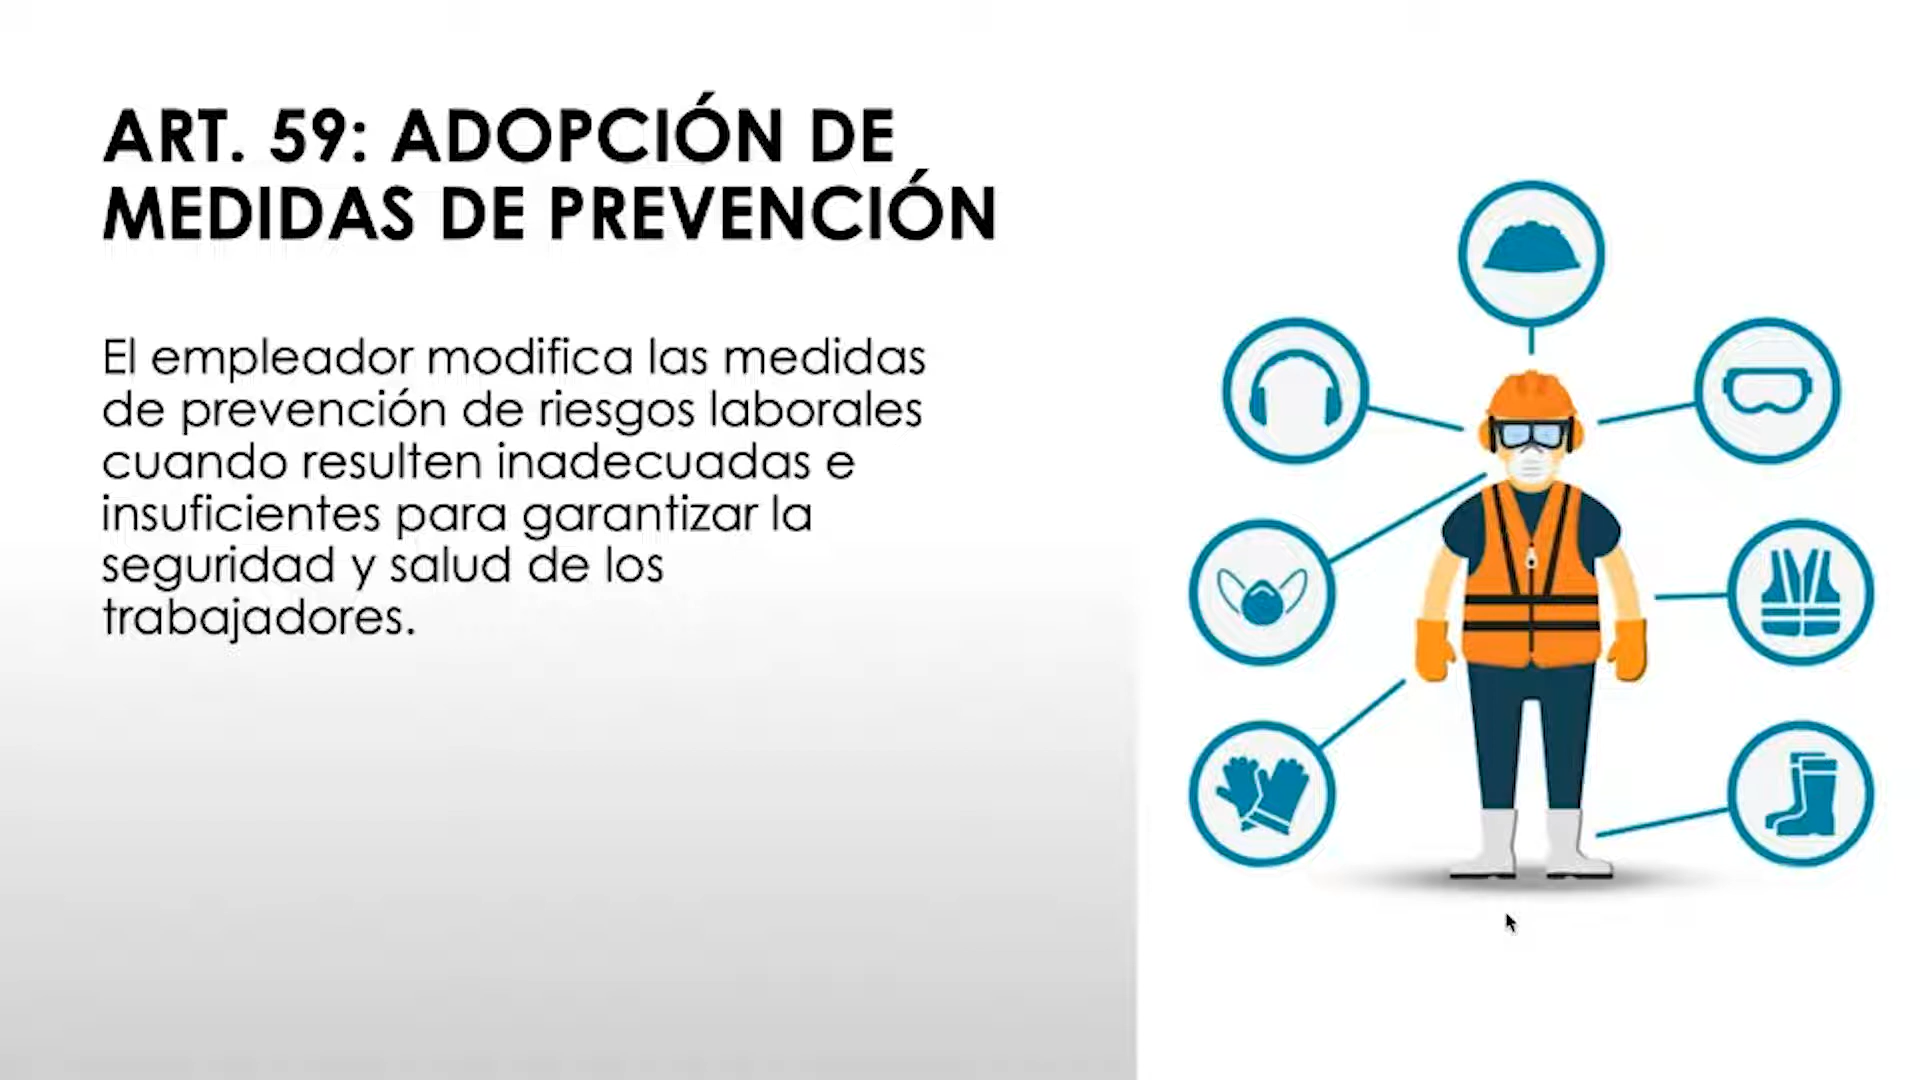 ART. 59: ADOPCIÓN DE
MEDIDAS DE PREVENCIÓN
El empleador modifica las medidas
de prevención de riesgos laborales
cuando resulten inadecuadas e
insuficientes para garantizar la
seguridad y salud de los
trabajadores.